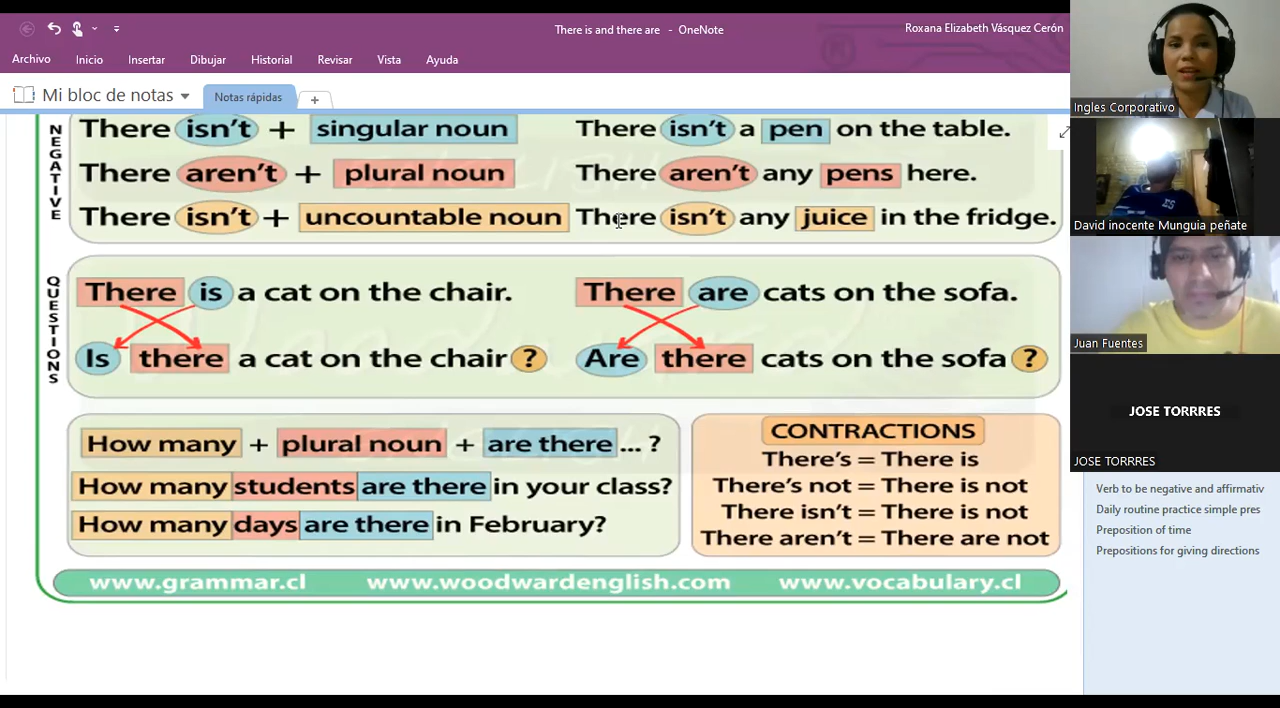 There is and there are - OneNote
Roxana Elizabeth Vásquez Cerón
Archivo Inicio Insertar Dibujar Historial Revisar Vista Ayuda
Mi bloc de notas Notas rápidas +
NEGATIVE
There isn't + singular noun There isn't a pen on the table.
There aren't + plural noun There aren't any pens here.
There isn't + uncountable noun There isn't any juice in the fridge.
QUESTIONS
There is a cat on the chair. There are cats on the sofa.
Is there a cat on the chair ? Are there cats on the sofa ?
How many + plural noun + are there ... ?
How many students are there in your class?
How many days are there in February?
CONTRACTIONS
There's = There is
There's not = There is not
There isn't = There is not
There aren't = There are not
www.grammar.cl www.woodwardenglish.com www.vocabulary.cl
Ingles Corporativo
David inocente Munguia peñate
Juan Fuentes
JOSE TORRRES
JOSE TORRRES
Verb to be negative and affirmativ
Daily routine practice simple pres
Preposition of time
Prepositions for giving directions